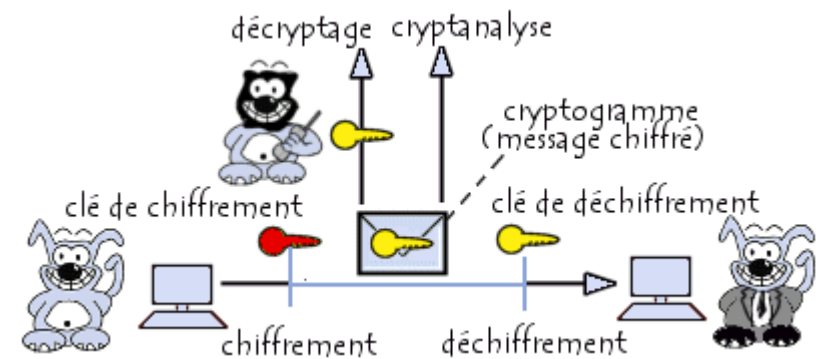 décryptage cryptanalyse
cryptogramme
(message chiffré)
clé de chiffrement
clé de déchiffrement
chiffrement
déchiffrement